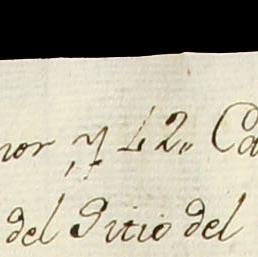 nor, y 42. Ca
del Sitio del